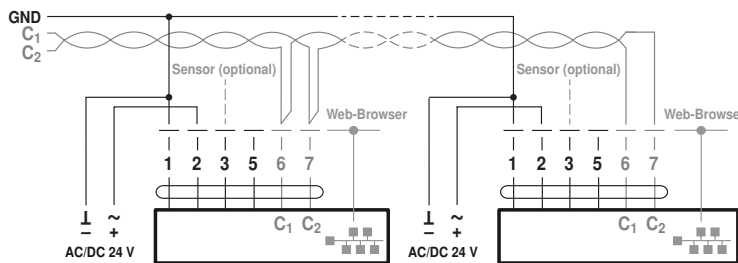 GND
C1
C2
Sensor (optional) Sensor (optional)
Web-Browser Web-Browse
1 2 3 5 6 7 1 2 3 5 6 7
C1 C2 C1 C2
⊥ ~ ⊥ ~
− + − +
AC/DC 24 V AC/DC 24 V